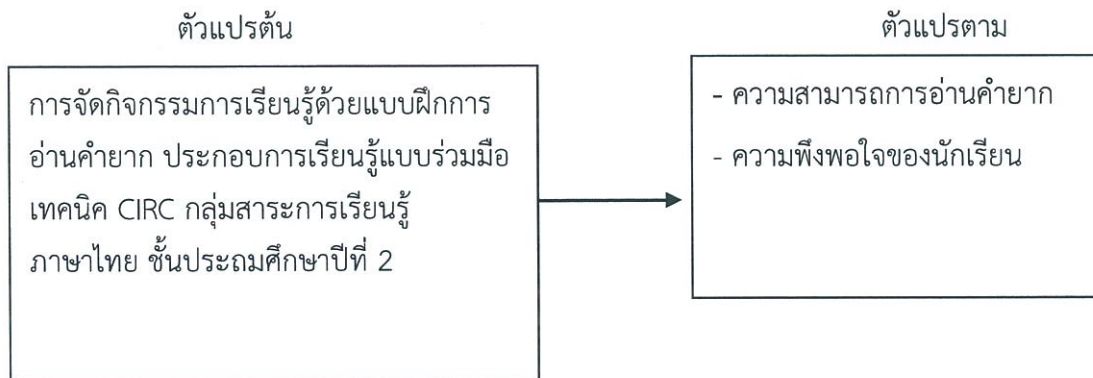 ตัวแปรต้น
การจัดกิจกรรมการเรียนรู้ด้วยแบบฝึกการ
อ่านคำยาก ประกอบการเรียนรู้แบบร่วมมือ
เทคนิค CIRC กลุ่มสาระการเรียนรู้
ภาษาไทย ชั้นประถมศึกษาปีที่ 2
ตัวแปรตาม
- ความสามารถการอ่านคำยาก
- ความพึงพอใจของนักเรียน